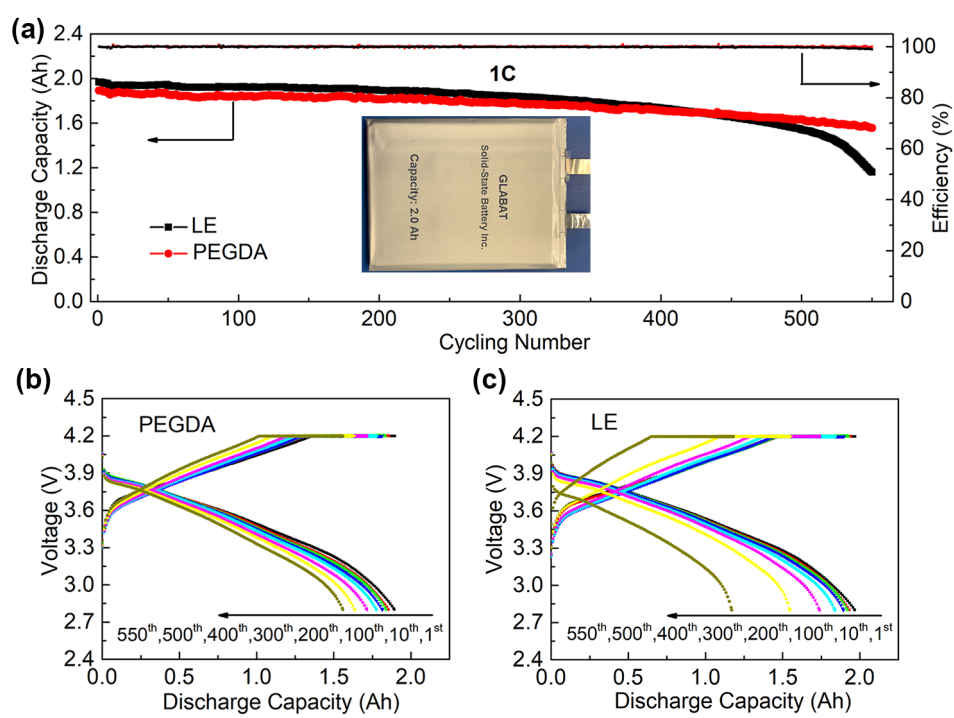 (a)
Discharge Capacity (Ah)
2.4
2.0
1.6
1.2
0.8
0.4
0.0
1C
LE
PEGDA
GLABAT
Solid-State Battery Inc.
Capacity: 2.0 Ah
100
80
60
40
20
0
Efficiency (%)
0 100 200 300 400 500
Cycling Number
(b)
Voltage (V)
4.5
4.2
3.9
3.6
3.3
3.0
2.7
2.4
PEGDA
550th,500th,400th,300th,200th,100th,10th,1st
0.0 0.5 1.0 1.5 2.0
Discharge Capacity (Ah)
(c)
Voltage (V)
4.5
4.2
3.9
3.6
3.3
3.0
2.7
2.4
LE
550th,500th,400th,300th,200th,100th,10th,1st
0.0 0.5 1.0 1.5 2.0
Discharge Capacity (Ah)